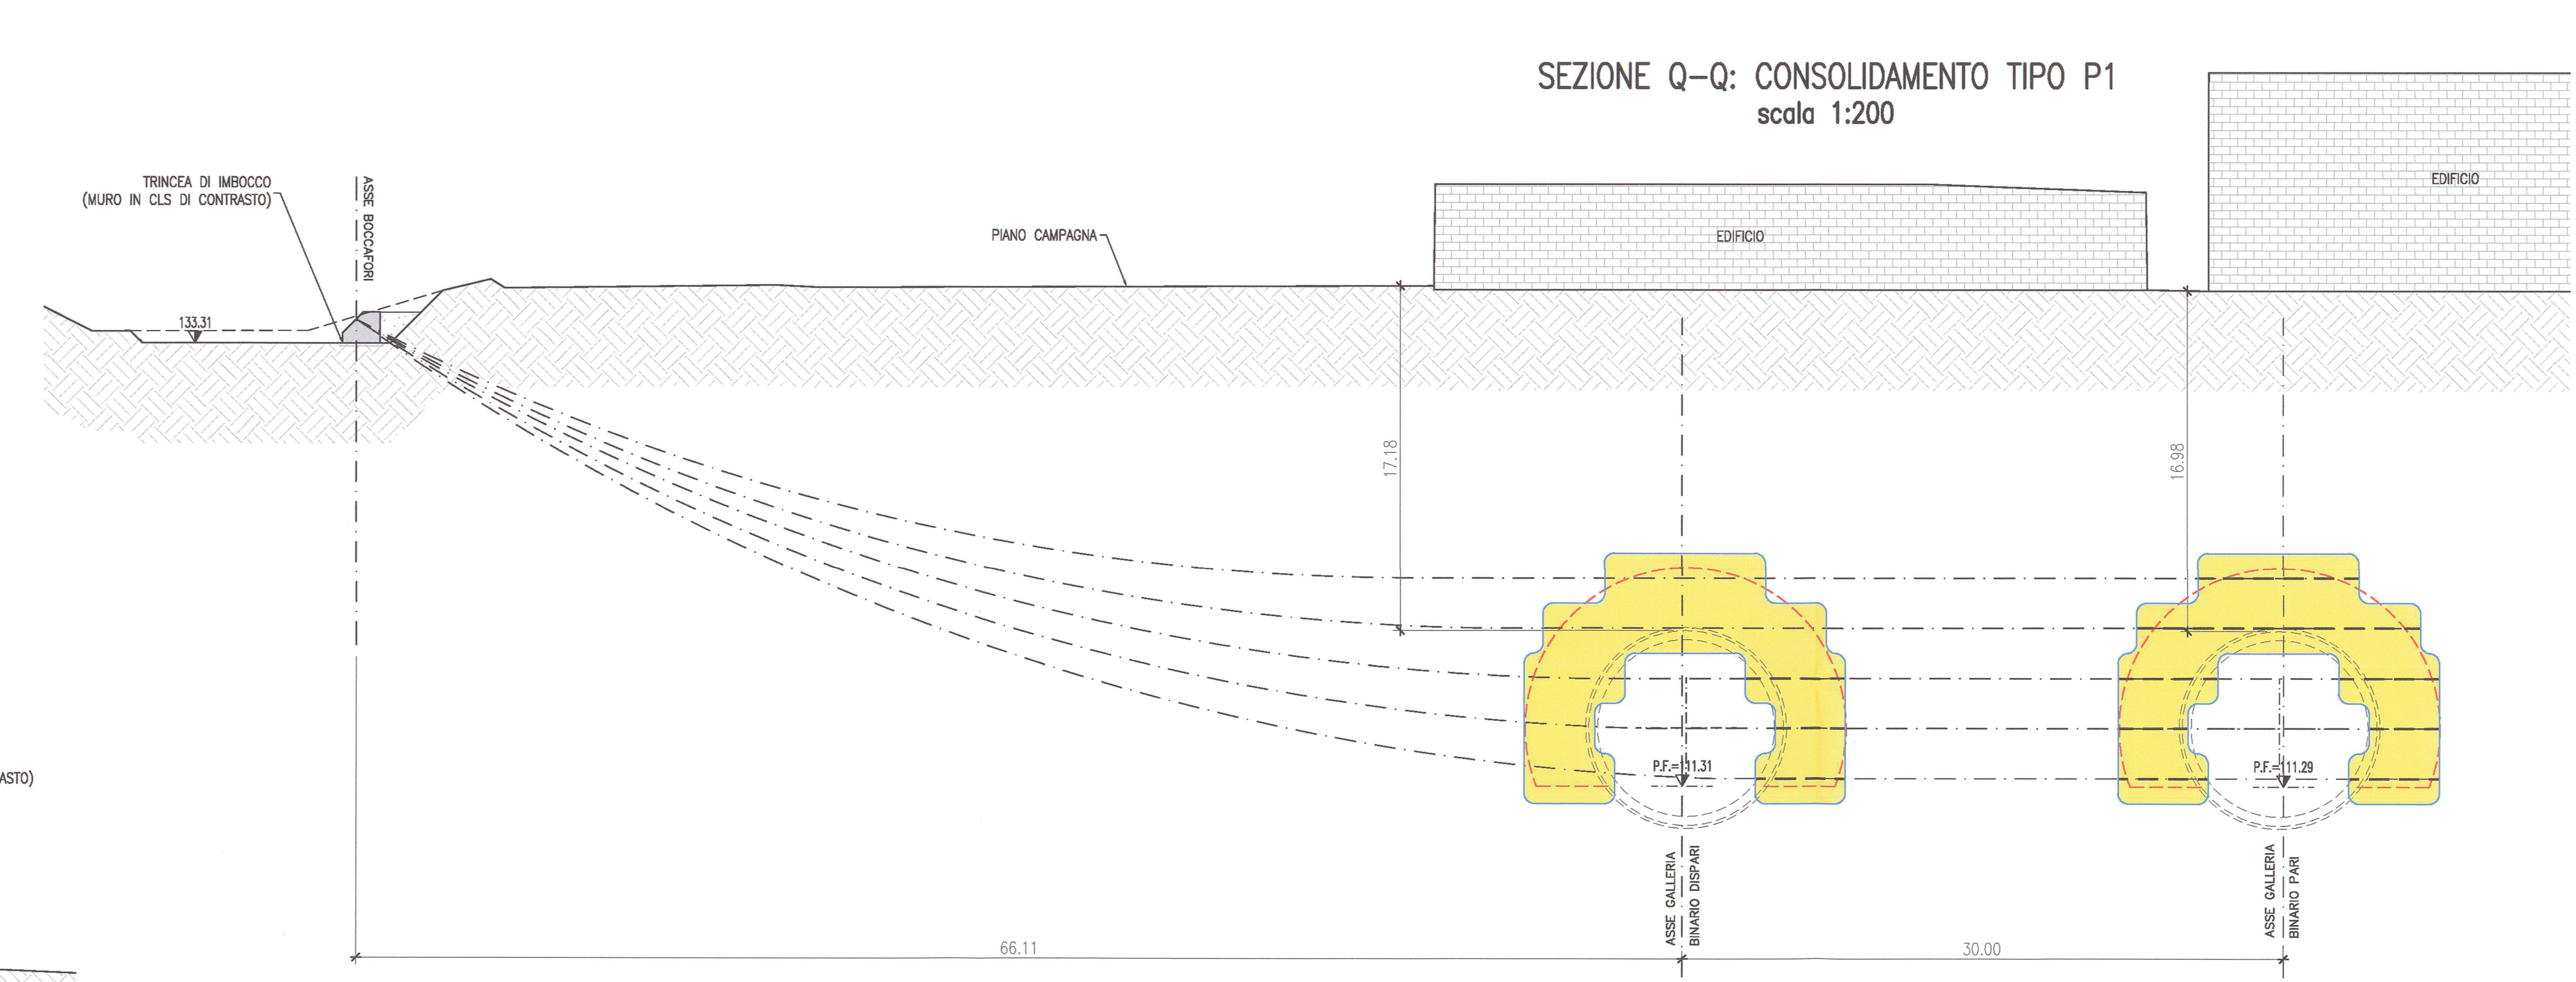 SEZIONE Q-Q: CONSOLIDAMENTO TIPO P1
scala 1:200
TRINCEA DI IMBOCCO
(MURO IN CLS DI CONTRASTO)
ASSE BOCCAFORI
EDIFICIO
PIANO CAMPAGNA
EDIFICIO
133.31
17.18
16.98
P.F.=111.31
P.F.=111.29
ASTO)
ASSE GALLERIA
BINARIO DISPARI
ASSE GALLERIA
BINARIO PARI
66.11
30.00